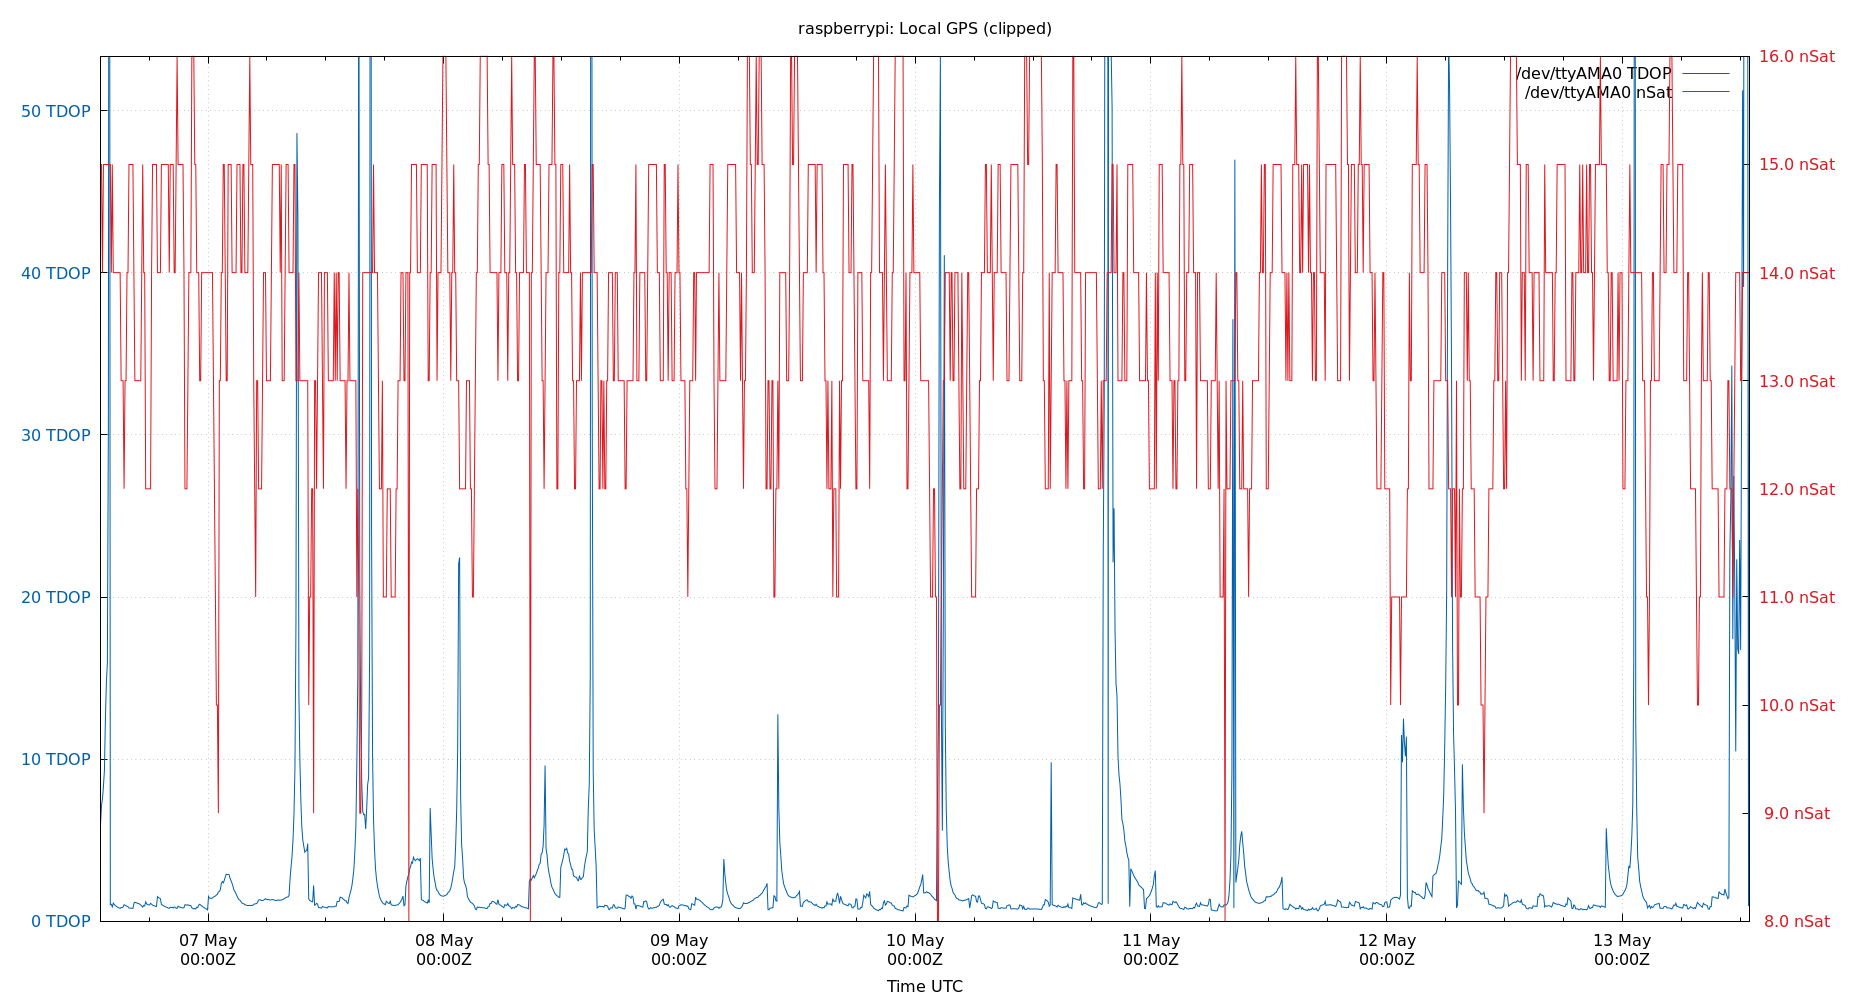 raspberrypi: Local GPS (clipped)
/dev/ttyAMA0 TDOP
/dev/ttyAMA0 nSat
50 TDOP
40 TDOP
30 TDOP
20 TDOP
10 TDOP
0 TDOP
16.0 nSat
15.0 nSat
14.0 nSat
13.0 nSat
12.0 nSat
11.0 nSat
10.0 nSat
9.0 nSat
8.0 nSat
07 May
00:00Z
08 May
00:00Z
09 May
00:00Z
10 May
00:00Z
11 May
00:00Z
12 May
00:00Z
13 May
00:00Z
Time UTC